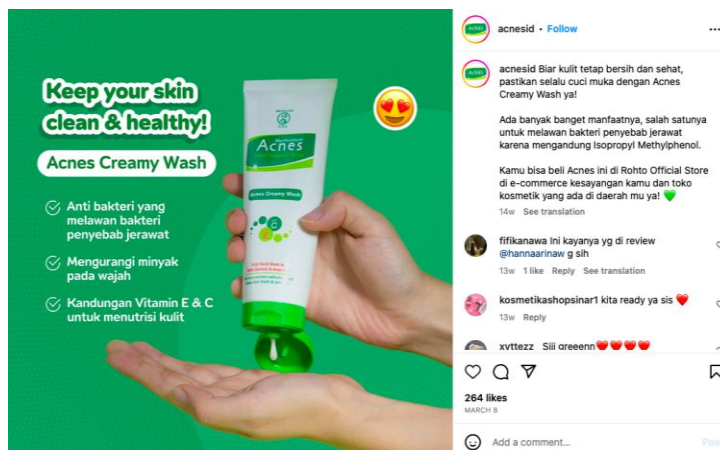 Keep your skin
clean & healthy!
Acnes Creamy Wash
Anti bakteri yang
melawan bakteri
penyebab jerawat
Mengurangi minyak
pada wajah
Kandungan Vitamin E & C
untuk menutrisi kulit
Acnes
Acnes Creamy Wash
C
E
acnesid • Follow
acnesid Biar kulit tetap bersih dan sehat,
pastikan selalu cuci muka dengan Acnes
Creamy Wash ya!
Ada banyak banget manfaatnya, salah satunya
untuk melawan bakteri penyebab jerawat
karena mengandung Isopropyl Methylphenol.
Kamu bisa beli Acnes ini di Rohto Official Store
di e-commerce kesayangan kamu dan toko
kosmetik yang ada di daerah mu ya! 💚
14w See translation
fifikanawa Ini kayanya yg di review
@hannaarinaw g sih
13w 1 like Reply See translation
kosmetikashopsinar1 kita ready ya sis ❤️
13w Reply
xyttezz Siii greeenn❤️❤️❤️❤️
264 likes
MARCH 8
Add a comment...